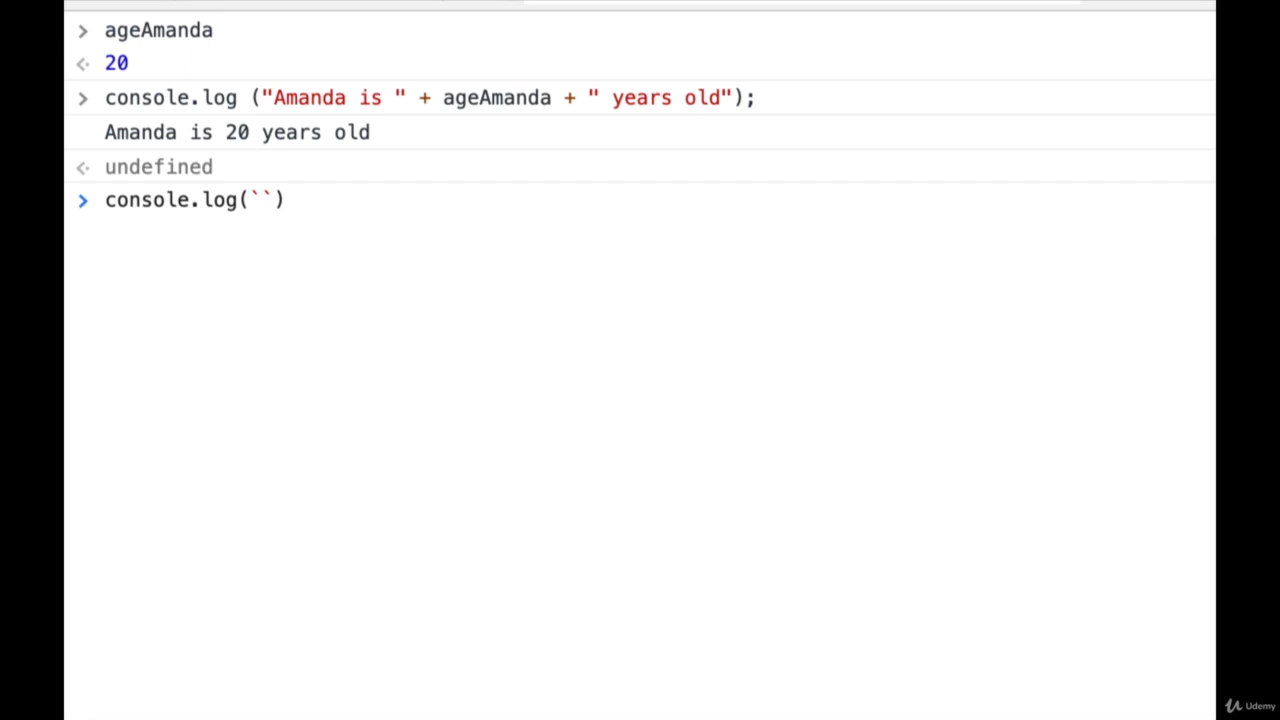 > ageAmanda
<· 20
> console.log ("Amanda is " + ageAmanda + " years old");
Amanda is 20 years old
<· undefined
> console.log(``)
Udemy